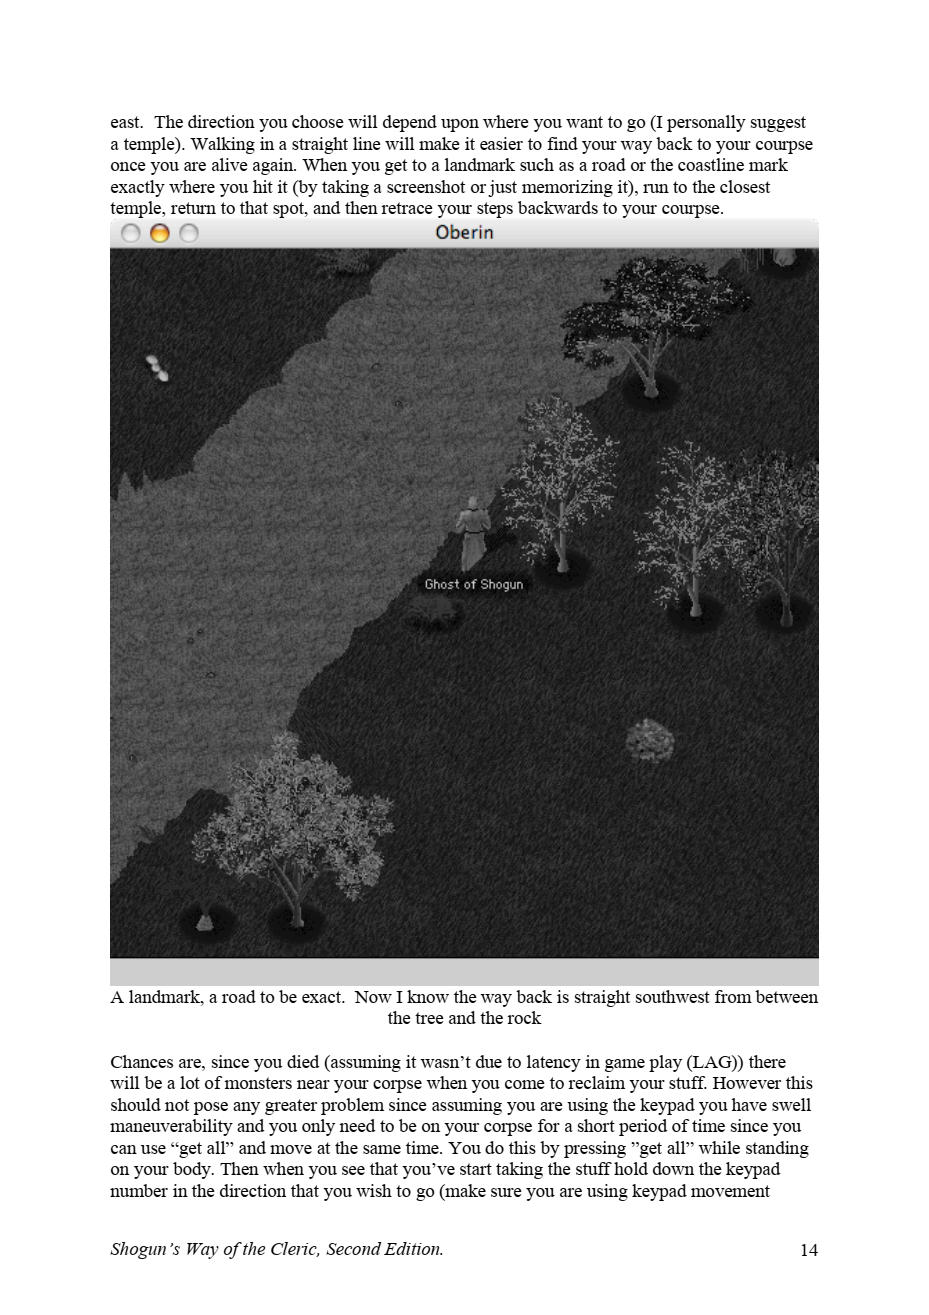 east.  The direction you choose will depend upon where you want to go (I personally suggest
a temple). Walking in a straight line will make it easier to find your way back to your courpse
once you are alive again. When you get to a landmark such as a road or the coastline mark
exactly where you hit it (by taking a screenshot or just memorizing it), run to the closest
temple, return to that spot, and then retrace your steps backwards to your courpse.
Oberin
Ghost of Shogun
A landmark, a road to be exact.  Now I know the way back is straight southwest from between
the tree and the rock
Chances are, since you died (assuming it wasn’t due to latency in game play (LAG)) there
will be a lot of monsters near your corpse when you come to reclaim your stuff. However this
should not pose any greater problem since assuming you are using the keypad you have swell
maneuverability and you only need to be on your corpse for a short period of time since you
can use “get all” and move at the same time. You do this by pressing ”get all” while standing
on your body. Then when you see that you’ve start taking the stuff hold down the keypad
number in the direction that you wish to go (make sure you are using keypad movement
Shogun’s Way of the Cleric, Second Edition.
14